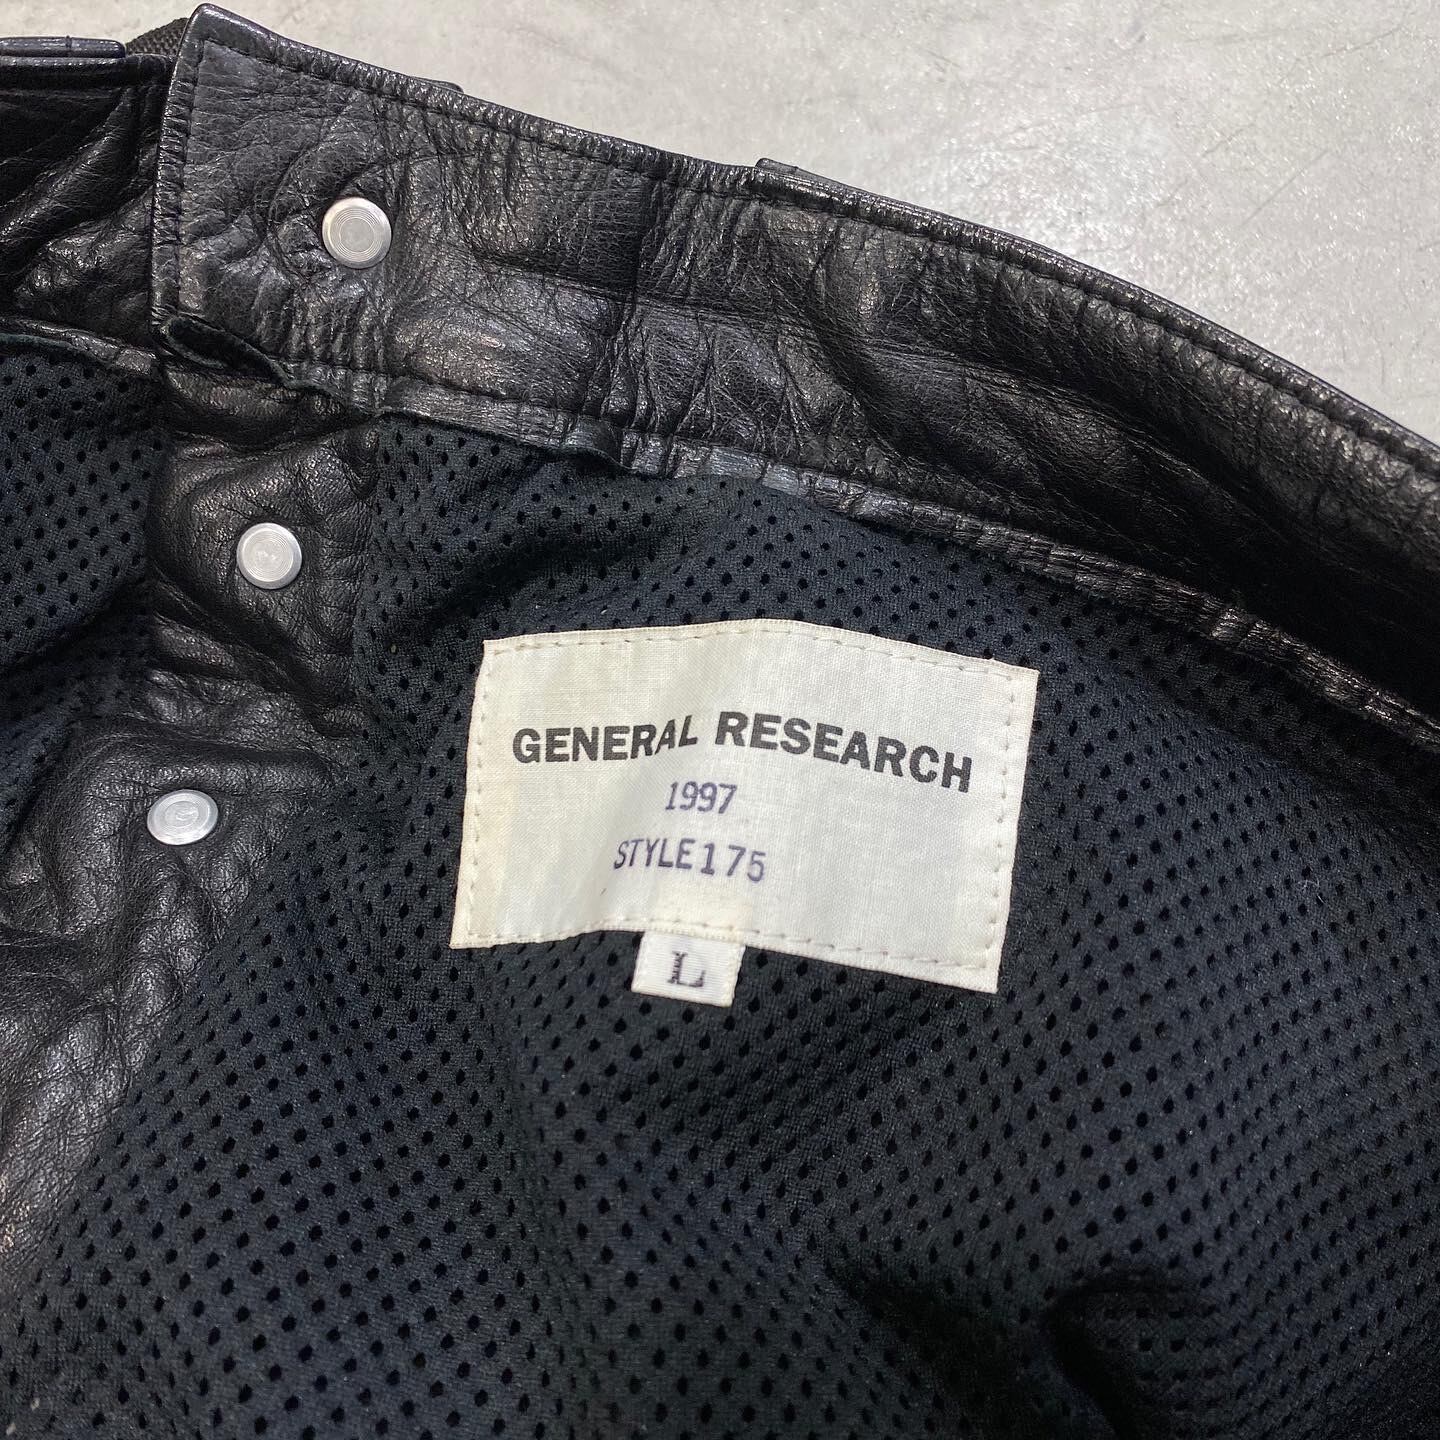 GENERAL RESEARCH
1997
STYLE175
L